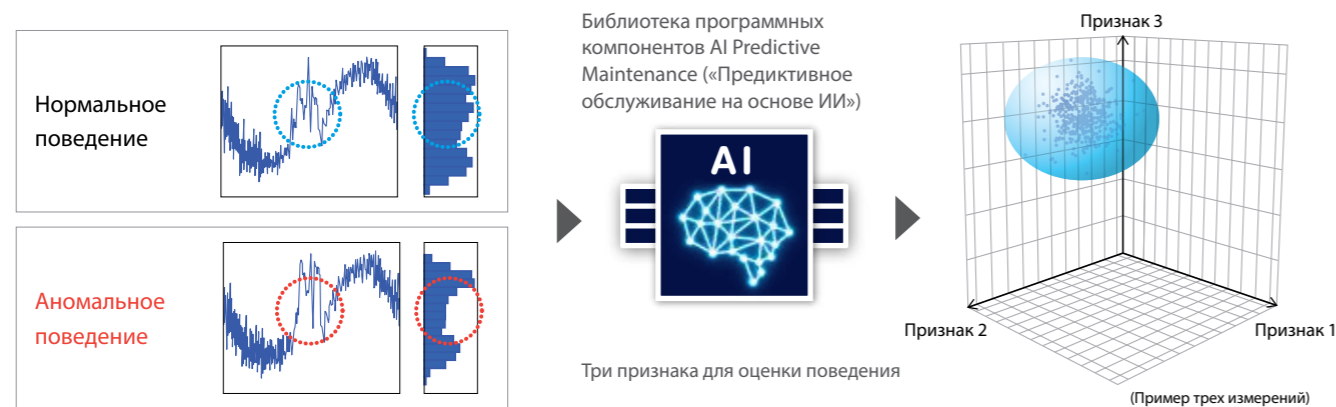 Нормальное
поведение
Аномальное
поведение
Библиотека программных
компонентов AI Predictive
Maintenance («Предиктивное
обслуживание на основе ИИ»)
AI
Три признака для оценки поведения
Признак 3
Признак 2
Признак 1
(Пример трех измерений)